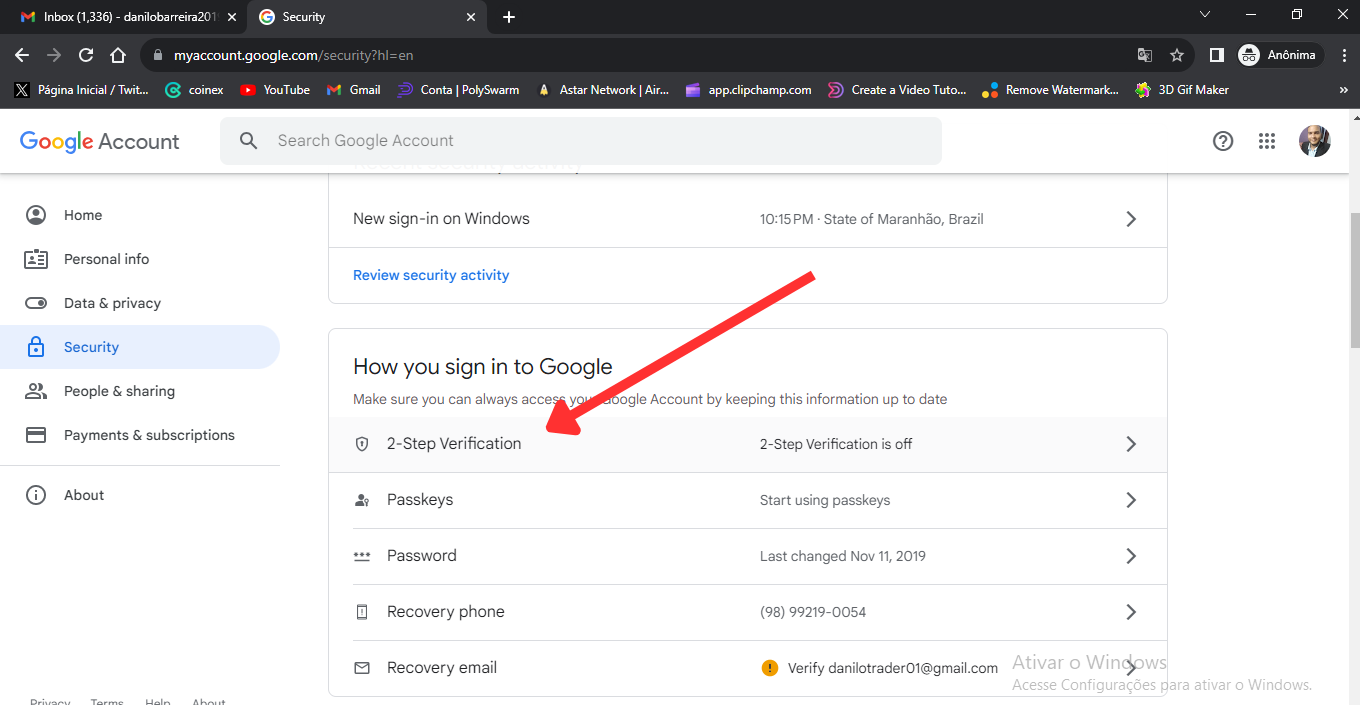 Inbox (1,336) - danilobarreira201
Security
myaccount.google.com/security?hl=en
Anônima
Página Inicial / Twit...
coinex
YouTube
Gmail
Conta | PolySwarm
Astar Network | Air...
app.clipchamp.com
Create a Video Tuto...
Remove Watermark...
3D Gif Maker
»
Google Account
Search Google Account
Recent security activity
Home
Personal info
Data & privacy
Security
People & sharing
Payments & subscriptions
About
New sign-in on Windows
10:15 PM · State of Maranhão, Brazil
Review security activity
How you sign in to Google
Make sure you can always access your Google Account by keeping this information up to date
2-Step Verification
2-Step Verification is off
Passkeys
Start using passkeys
Password
Last changed Nov 11, 2019
Recovery phone
(98) 99219-0054
Recovery email
Verify danilotrader01@gmail.com
Ativar o Windows
Acesse Configurações para ativar o Windows.
Privacy
Terms
Help
About